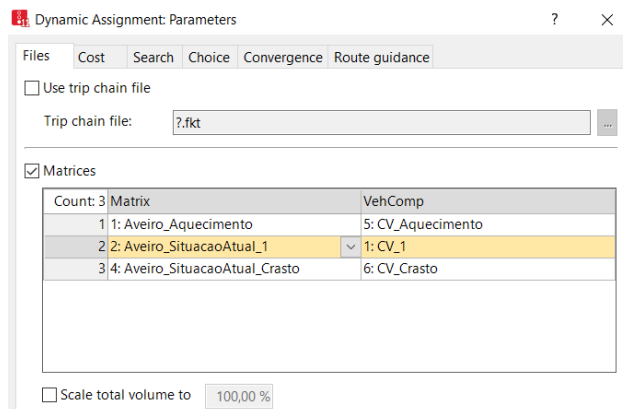 Dynamic Assignment: Parameters ?
Files Cost Search Choice Convergence Route guidance
Use trip chain file
Trip chain file: ?.fkt ...
Matrices
Count: 3 Matrix VehComp
1 1: Aveiro_Aquecimento 5: CV_Aquecimento
2 2: Aveiro_SituacaoAtual_1 1: CV_1
3 4: Aveiro_SituacaoAtual_Crasto 6: CV_Crasto
Scale total volume to 100,00 %